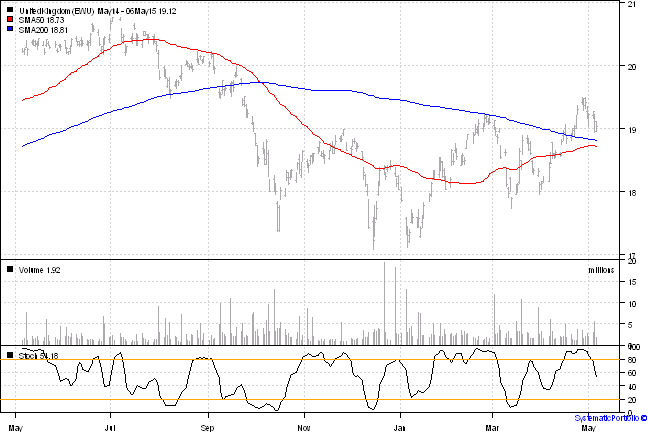 UnitedKingdom (EWU) May14 - 06May15 19.12
SMA50 18.73
SMA200 18.81
21
20
19
18
17
Volume 1.92
millions
20
15
10
5
0
Stoch 54.18
100
80
60
40
20
0
May Jul Sep Nov Jan Mar May
SystematicPortfolio ©